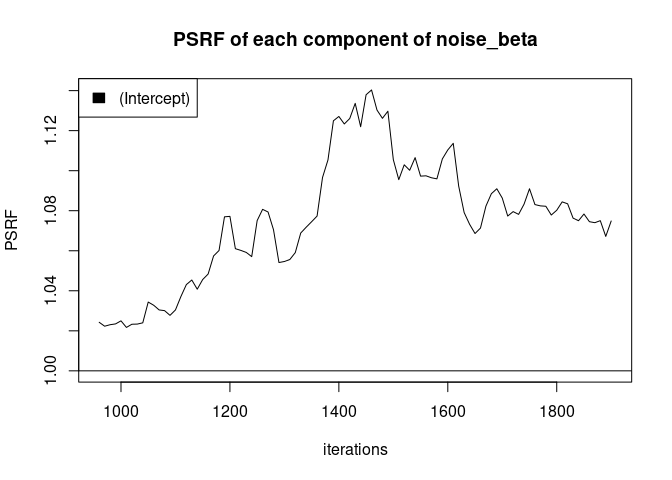 PSRF of each component of noise_beta
(Intercept)
PSRF
1.12
1.08
1.04
1.00
1000 1200 1400 1600 1800
iterations